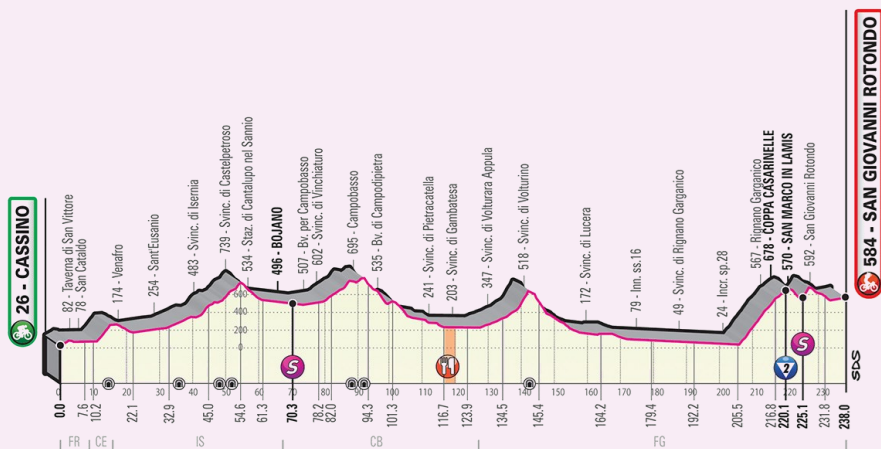 26 - CASSINO
82 - Taverna di San Vittore
78 - San Cataldo
174 - Venafro
254 - Sant'Eusanio
483 - Svinc. di Isernia
739 - Svinc. di Castelpetroso
534 - Staz. di Cantalupo nel Sannio
496 - BOJANO
507 - Bv. per Campobasso
602 - Svinc. di Vinchiaturo
695 - Campobasso
535 - Bv. di Campodipietra
241 - Svinc. di Pietracatella
203 - Svinc. di Gambatesa
347 - Svinc. di Volturara Appula
518 - Svinc. di Volturino
172 - Svinc. di Lucera
79 - Inn. ss.16
49 - Svinc. di Rignano Garganico
24 - Incr. sp.28
567 - Rignano Garganico
678 - COPPA CASARINELLE
570 - SAN MARCO IN LAMIS
592 - San Giovanni Rotondo
584 - SAN GIOVANNI ROTONDO
600
400
200
0
S
2
S
SDS
0 10 20 30 40 50 60 70 80 90 100 110 120 130 140 150 160 170 180 190 200 210 220 230
0.0 7.6 10.2 22.1 32.9 45.0 54.6 61.3 70.3 78.2 82.0 94.3 101.3 116.7 123.9 134.5 145.4 164.2 179.4 192.2 205.5 216.8 220.1 225.1 231.8 238.0
FR CE IS CB FG